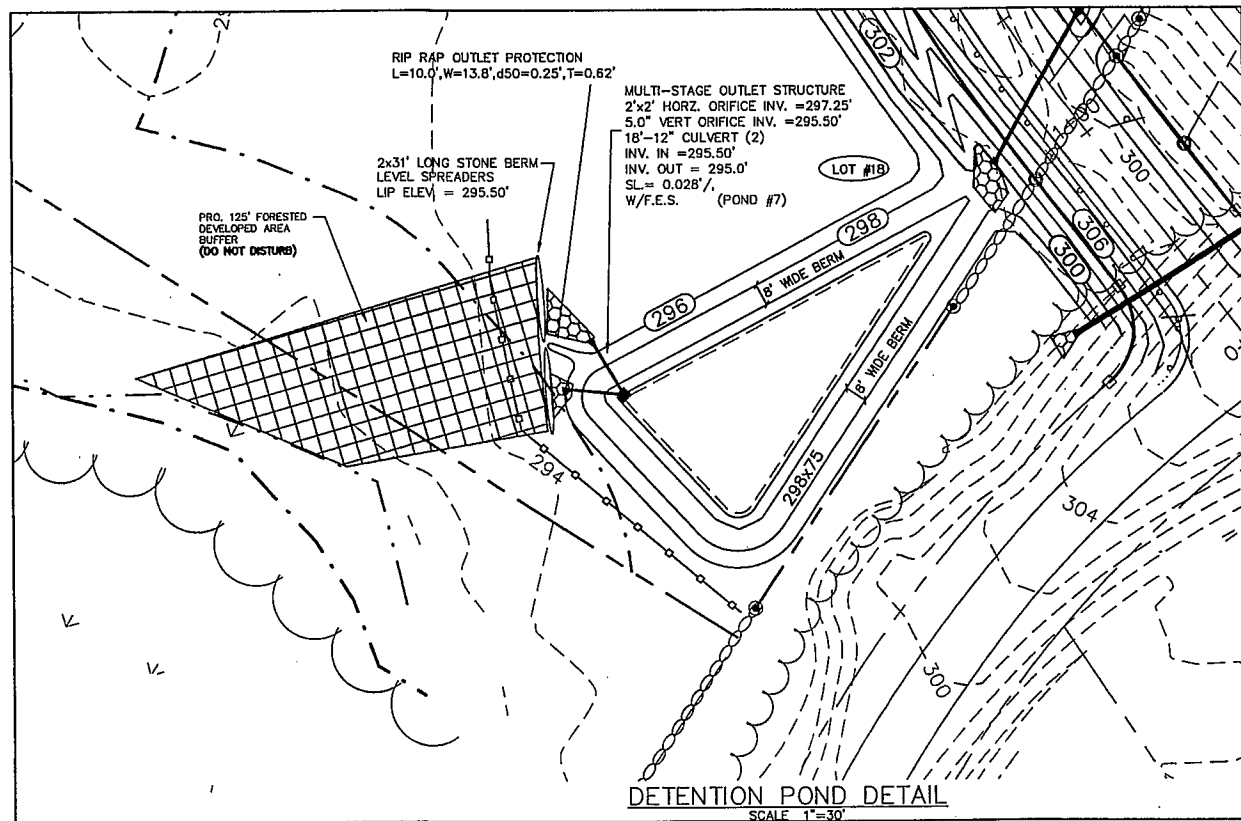 RIP RAP OUTLET PROTECTION
L=10.0',W=13.8',d50=0.25',T=0.62'
MULTI-STAGE OUTLET STRUCTURE
2'x2' HORZ. ORIFICE INV. =297.25'
5.0" VERT ORIFICE INV. =295.50'
18'-12" CULVERT (2)
INV. IN =295.50'
INV. OUT = 295.0'
SL.= 0.028'/,
W/F.E.S. (POND #7)
2x31' LONG STONE BERM
LEVEL SPREADERS
LIP ELEV. = 295.50'
PRO. 125' FORESTED
DEVELOPED AREA
BUFFER
(DO NOT DISTURB)
LOT #18
302
1+00
300
306
300
298
296
8' WIDE BERM
8' WIDE BERM
298x75
294
304
300
DETENTION POND DETAIL
SCALE 1"=30'